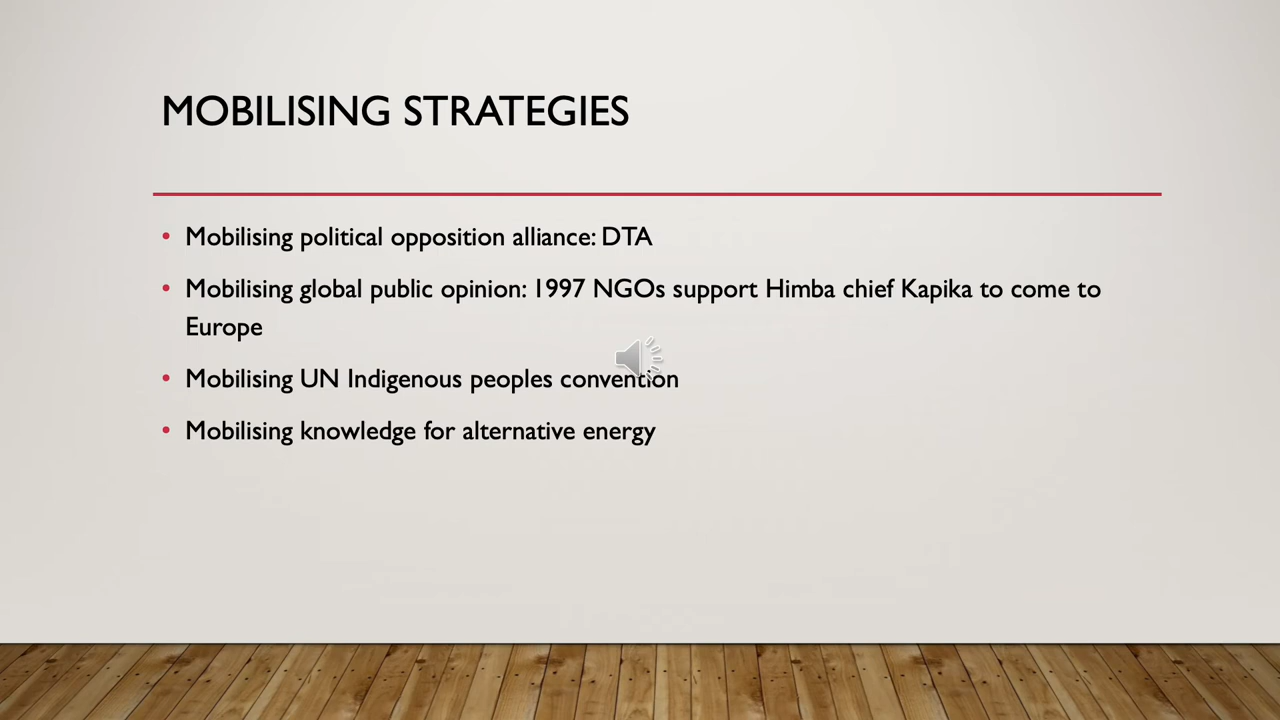 MOBILISING STRATEGIES
• Mobilising political opposition alliance: DTA
• Mobilising global public opinion: 1997 NGOs support Himba chief Kapika to come to
Europe
• Mobilising UN Indigenous peoples convention
• Mobilising knowledge for alternative energy